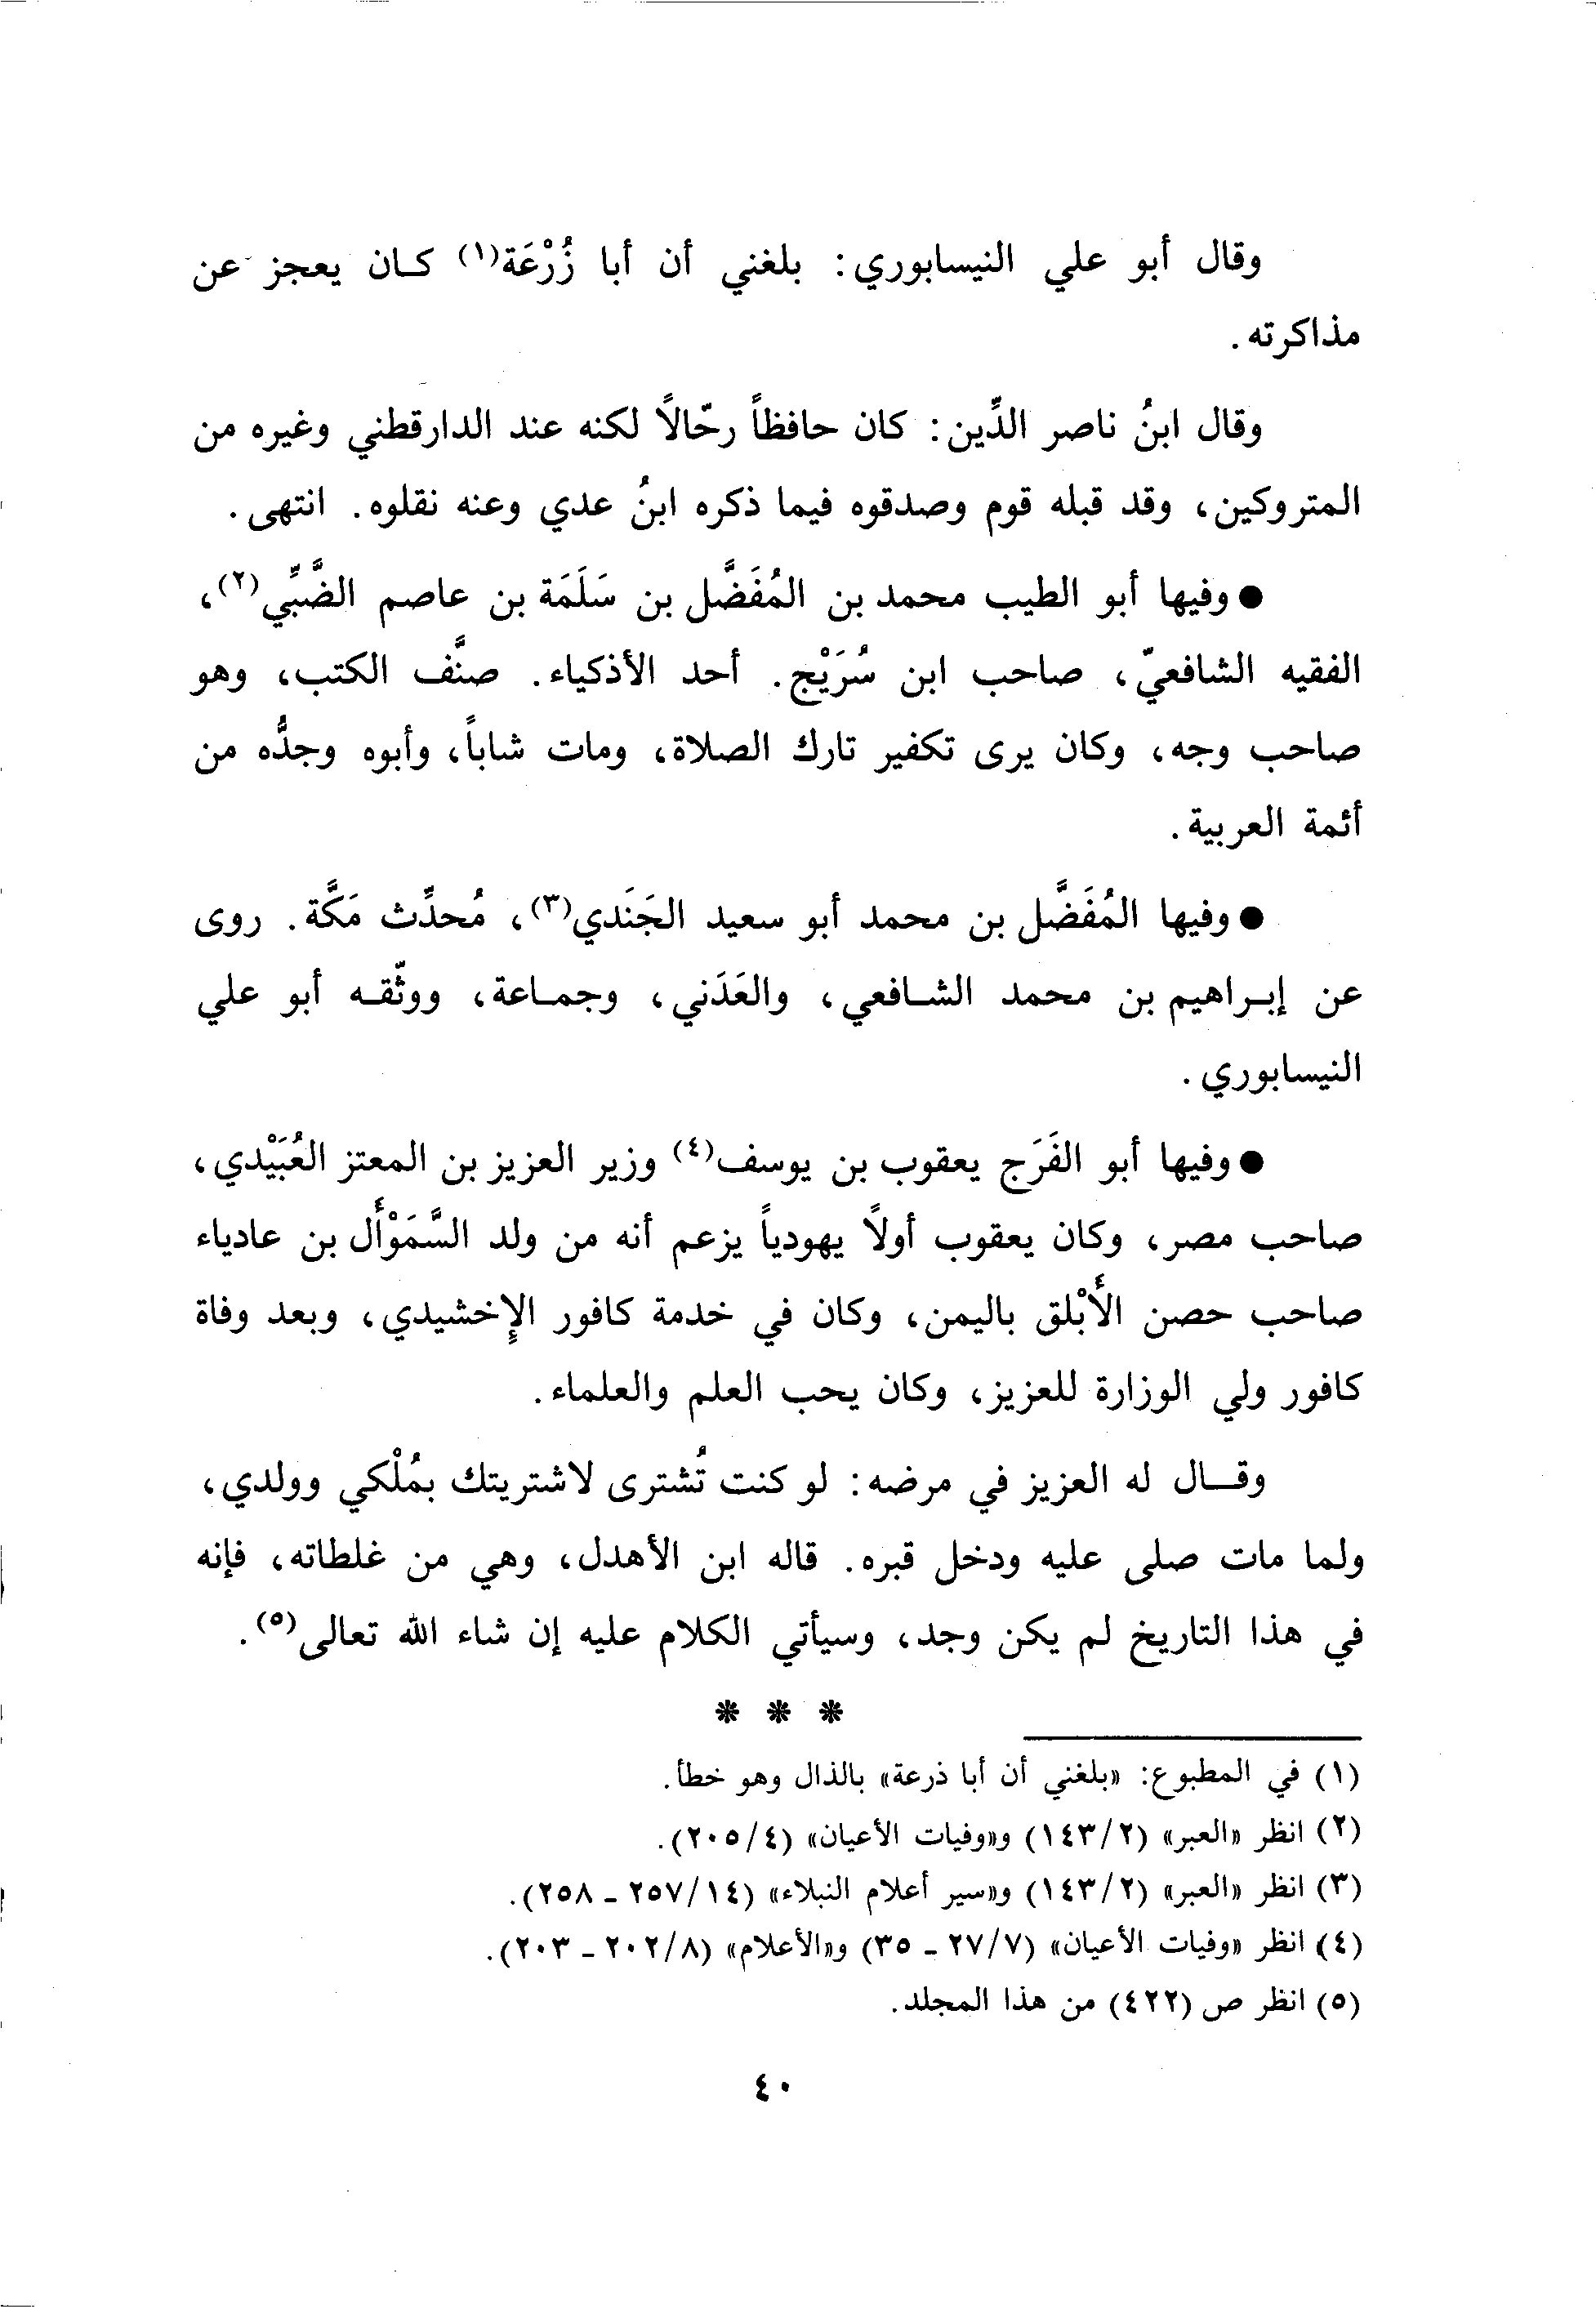 وقال أبو علي النيسابوري: بلغني أن أبا زُرْعَة(١) كان يعجز عن
مذاكرته.
وقال ابنُ ناصر الدِّين: كان حافظاً رحّالاً لكنه عند الدارقطني وغيره من
المتروكين، وقد قبله قوم وصدقوه فيما ذكره ابنُ عدي وعنه نقلوه. انتهى.
● وفيها أبو الطيب محمد بن المُفَضَّل بن سَلَمَة بن عاصم الضَّبِّي(٢)،
الفقيه الشافعيّ، صاحب ابن سُرَيْج. أحد الأذكياء. صنَّف الكتب، وهو
صاحب وجه، وكان يرى تكفير تارك الصلاة، ومات شاباً، وأبوه وجدُّه من
أئمة العربية.
● وفيها المُفَضَّل بن محمد أبو سعيد الجَنَدي(٣)، مُحدِّث مَكَّة. روى
عن إبراهيم بن محمد الشافعي، والعَدَني، وجماعة، ووثّقه أبو علي
النيسابوري.
● وفيها أبو الفَرَج يعقوب بن يوسف(٤) وزير العزيز بن المعتز العُبَيْدي،
صاحب مصر، وكان يعقوب أولاً يهودياً يزعم أنه من ولد السَّمَوْأَل بن عادياء
صاحب حصن الأَبْلق باليمن، وكان في خدمة كافور الإِخشيدي، وبعد وفاة
كافور ولي الوزارة للعزيز، وكان يحب العلم والعلماء.
وقال له العزيز في مرضه: لو كنت تُشترى لاشتريتك بمُلْكي وولدي،
ولما مات صلى عليه ودخل قبره. قاله ابن الأهدل، وهي من غلطاته، فإنه
في هذا التاريخ لم يكن وجد، وسيأتي الكلام عليه إن شاء الله تعالى(٥).
* * *
(١) في المطبوع: «بلغني أن أبا ذرعة» بالذال وهو خطأ.
(٢) انظر «العبر» (١٤٣/٢) و«وفيات الأعيان» (٢٠٥/٤).
(٣) انظر «العبر» (١٤٣/٢) و«سير أعلام النبلاء» (٢٥٧/١٤ - ٢٥٨).
(٤) انظر «وفيات الأعيان» (٢٧/٧ - ٣٥) و«الأعلام» (٢٠٢/٨ - ٢٠٣).
(٥) انظر ص (٤٢٢) من هذا المجلد.
٤٠